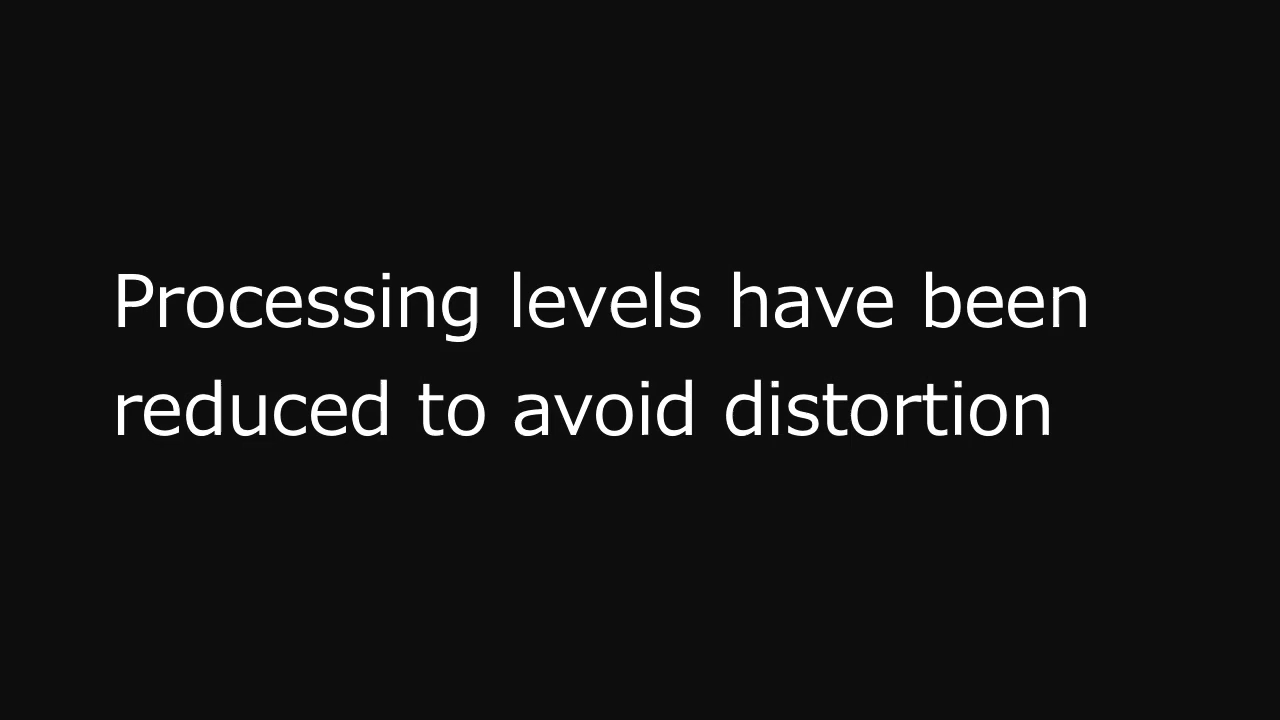 Processing levels have been
reduced to avoid distortion